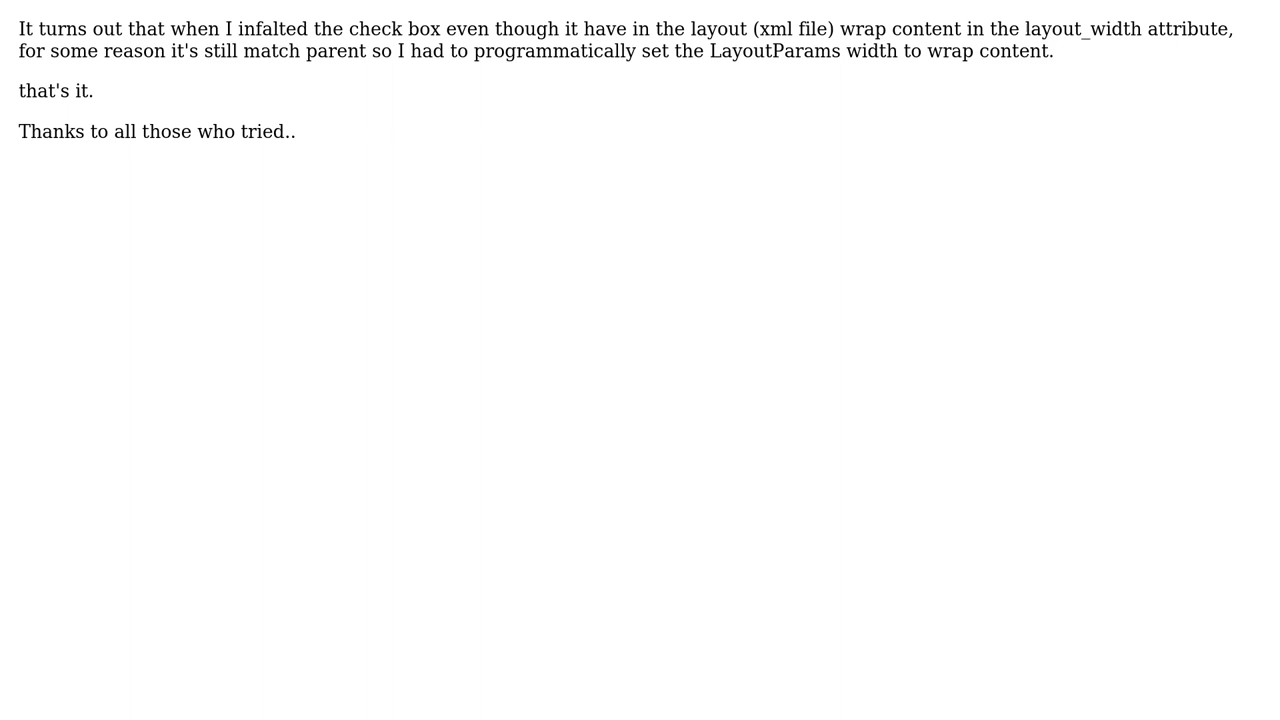 It turns out that when I infalted the check box even though it have in the layout (xml file) wrap content in the layout_width attribute,
for some reason it's still match parent so I had to programmatically set the LayoutParams width to wrap content.
that's it.
Thanks to all those who tried..